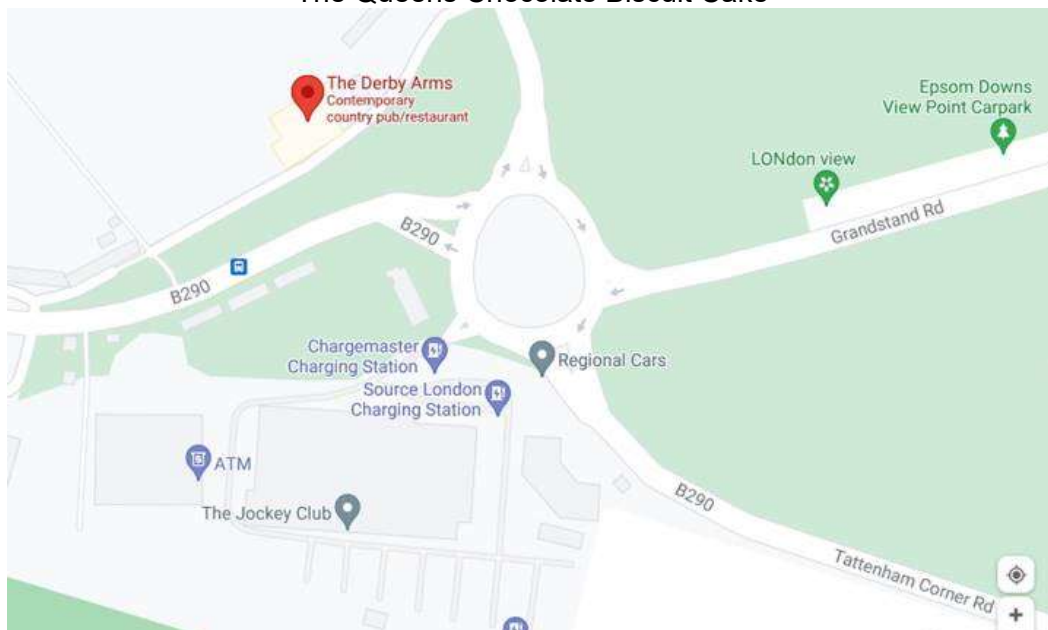 The Queens Chocolate Biscuit Cake
The Derby Arms
Contemporary
country pub/restaurant
Epsom Downs
View Point Carpark
LONdon view
Grandstand Rd
B290
B290
Chargemaster
Charging Station
Regional Cars
Source London
Charging Station
ATM
The Jockey Club
B290
Tattenham Corner Rd
+